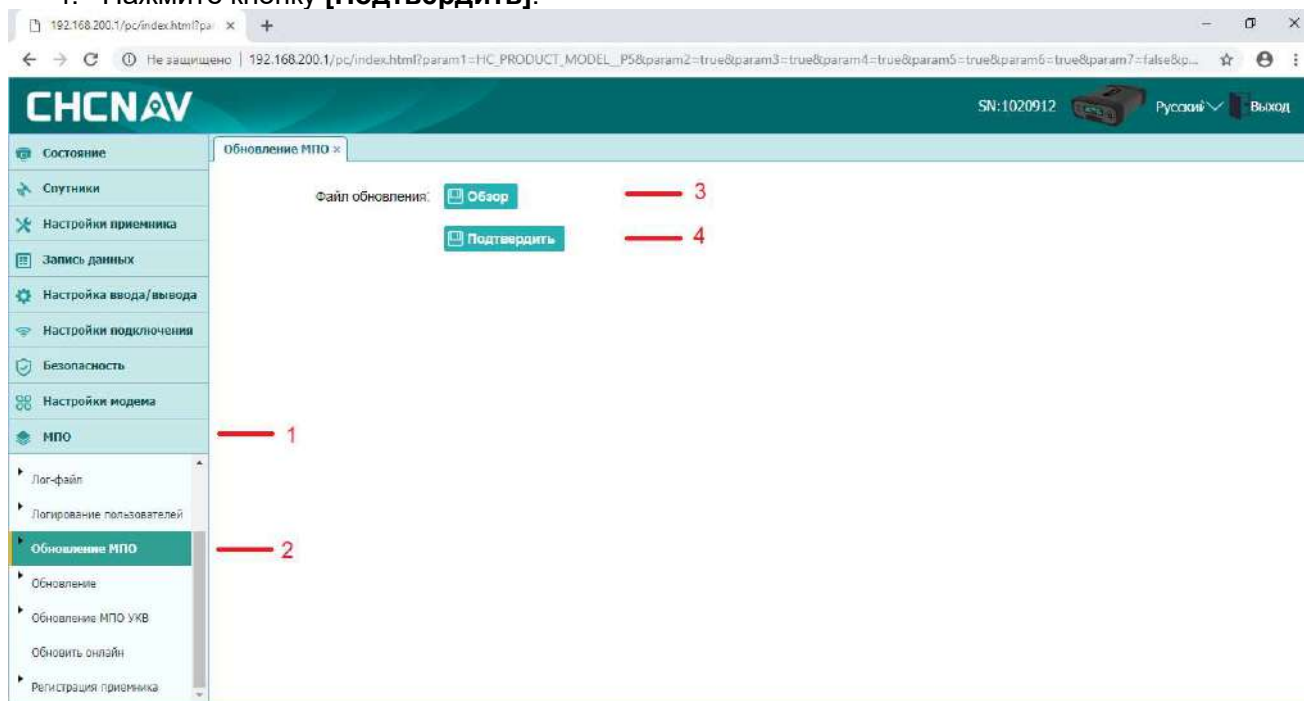 Нажмите кнопку [Подтвердить].
192.168.200.1/pc/index.html?pa
Не защищено | 192.168.200.1/pc/index.html?param1=HC_PRODUCT_MODEL__P5&param2=true&param3=true&param4=true&param5=true&param6=true&param7=false&p...
CHCNAV
SN:1020912 Русский Выход
Состояние
Обновление МПО ×
Спутники
Файл обновления: Обзор 3
Настройки приемника
Подтвердить 4
Запись данных
Настройка ввода/вывода
Настройки подключения
Безопасность
Настройки модема
МПО 1
Лог-файл
Логирование пользователей
Обновление МПО 2
Обновление
Обновление МПО УКВ
Обновить онлайн
Регистрация приемника